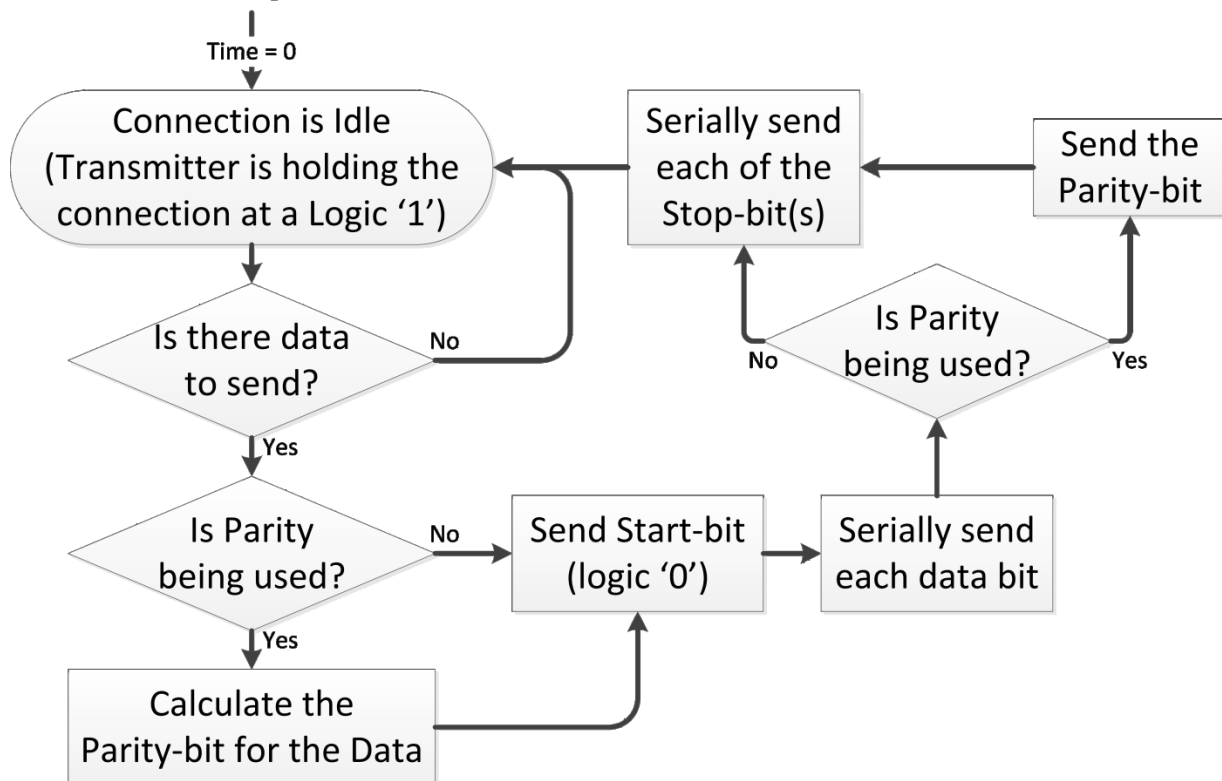 Time = 0
Connection is Idle
(Transmitter is holding the
connection at a Logic ‘1’)
Is there data
to send?
No
Yes
Is Parity
being used?
No
Yes
Calculate the
Parity-bit for the Data
Send Start-bit
(logic ‘0’)
Serially send
each data bit
Is Parity
being used?
No
Yes
Send the
Parity-bit
Serially send
each of the
Stop-bit(s)